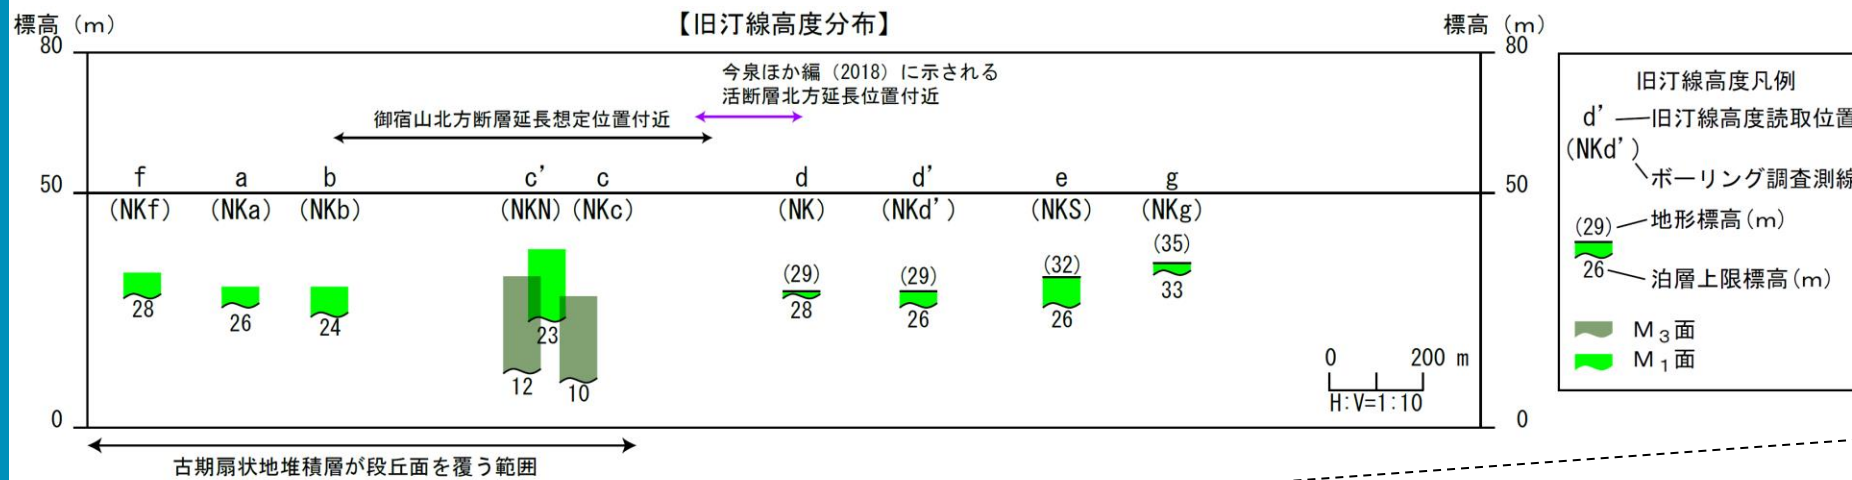 【旧汀線高度分布】
標高（m）
標高（m）
80
80
今泉ほか編（2018）に示される
活断層北方延長位置付近
御宿山北方断層延長想定位置付近
50
50
f
(NKf)
a
(NKa)
b
(NKb)
c'
(NKN)
c
(NKc)
d
(NK)
d'
(NKd')
e
(NKS)
g
(NKg)
28
26
24
23
12
10
(29)
28
(29)
26
(32)
26
(35)
33
0
200 m
H:V=1:10
0
0
古期扇状地堆積層が段丘面を覆う範囲
旧汀線高度凡例
d'
旧汀線高度読取位置
(NKd')
ボーリング調査測線
(29)
地形標高(m)
26
泊層上限標高(m)
M₃面
M₁面